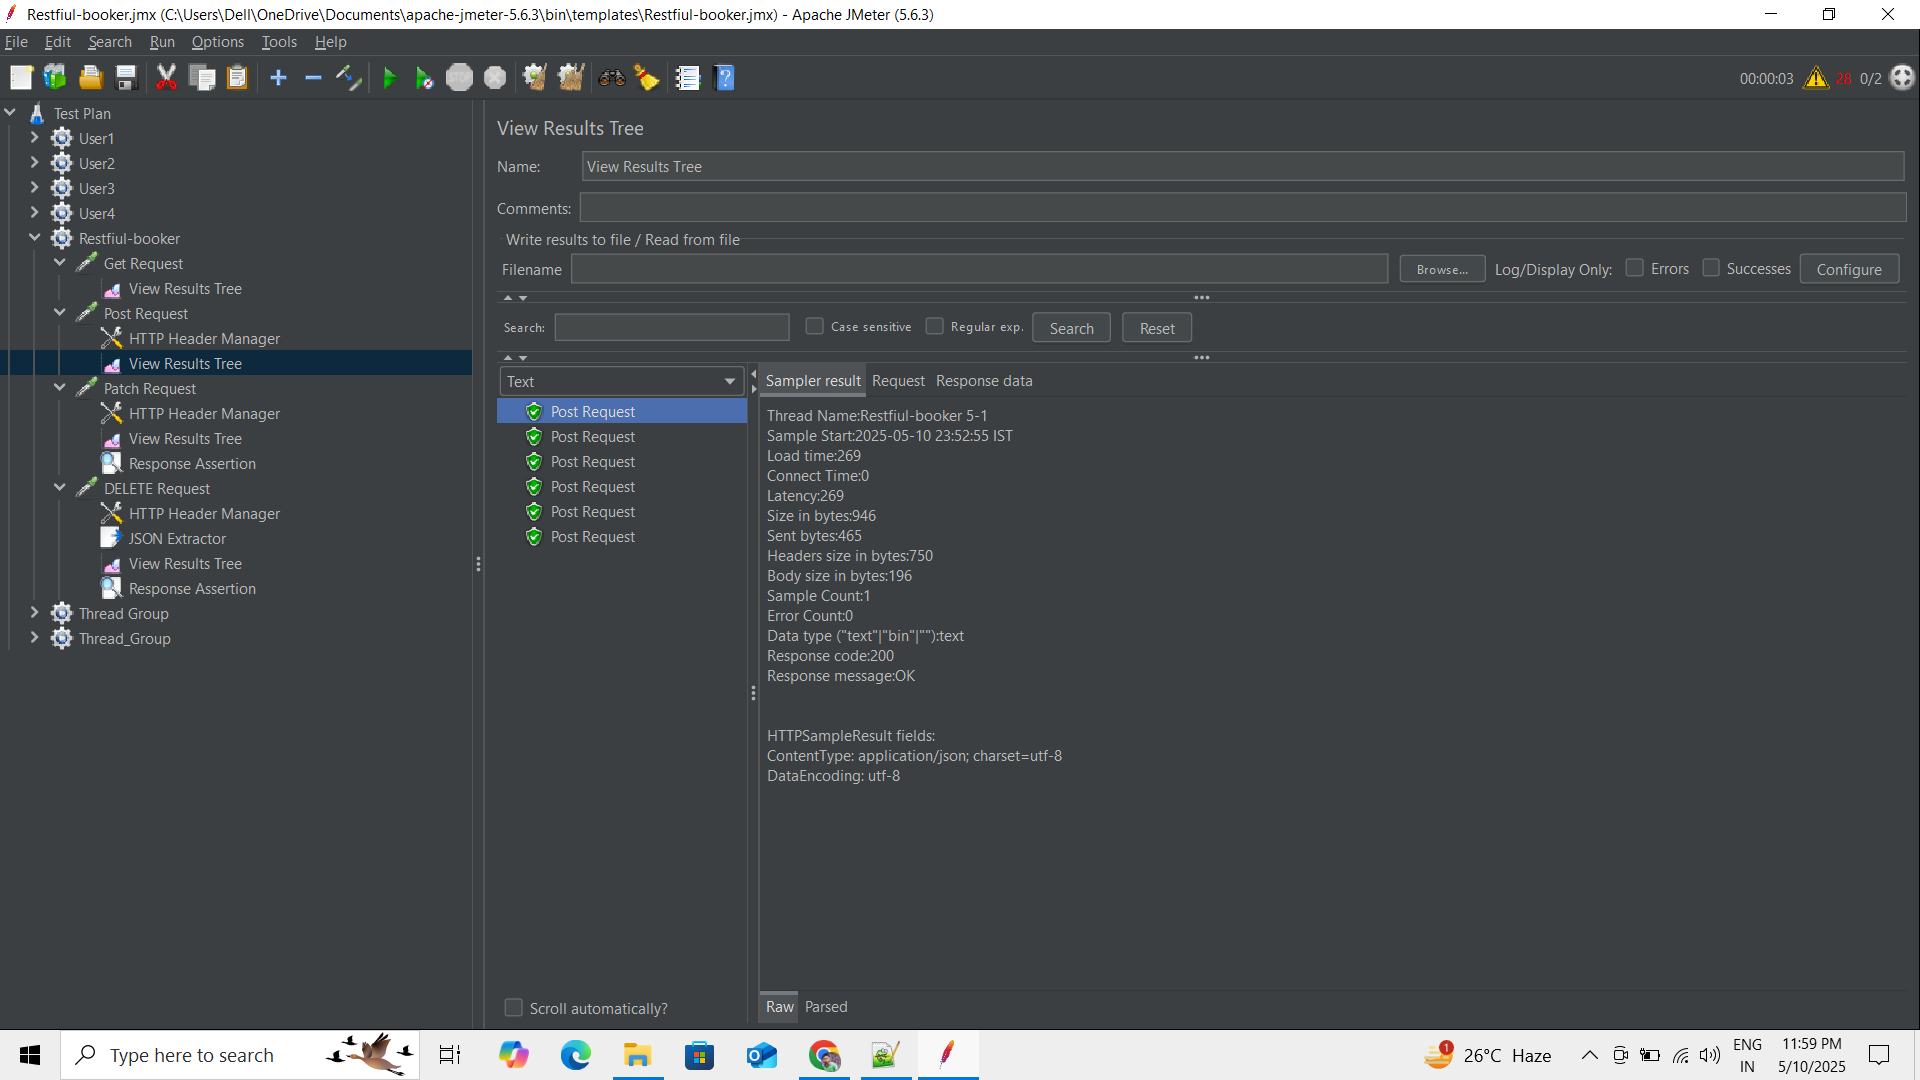 Restfiul-booker.jmx (C:\Users\Dell\OneDrive\Documents\apache-jmeter-5.6.3\bin\templates\Restfiul-booker.jmx) - Apache JMeter (5.6.3)
File Edit Search Run Options Tools Help
STOP
00:00:03 28 0/2
Test Plan
User1
User2
User3
User4
Restfiul-booker
Get Request
View Results Tree
Post Request
HTTP Header Manager
View Results Tree
Patch Request
HTTP Header Manager
View Results Tree
Response Assertion
DELETE Request
HTTP Header Manager
JSON Extractor
View Results Tree
Response Assertion
Thread Group
Thread_Group
View Results Tree
Name: View Results Tree
Comments:
Write results to file / Read from file
Filename Browse... Log/Display Only: Errors Successes Configure
Search: Case sensitive Regular exp. Search Reset
Text
Post Request
Post Request
Post Request
Post Request
Post Request
Post Request
Scroll automatically?
Sampler result Request Response data
Thread Name:Restfiul-booker 5-1
Sample Start:2025-05-10 23:52:55 IST
Load time:269
Connect Time:0
Latency:269
Size in bytes:946
Sent bytes:465
Headers size in bytes:750
Body size in bytes:196
Sample Count:1
Error Count:0
Data type ("text"|"bin"|""):text
Response code:200
Response message:OK
HTTPSampleResult fields:
ContentType: application/json; charset=utf-8
DataEncoding: utf-8
Raw Parsed
Type here to search
1
26°C Haze
ENG
IN
11:59 PM
5/10/2025